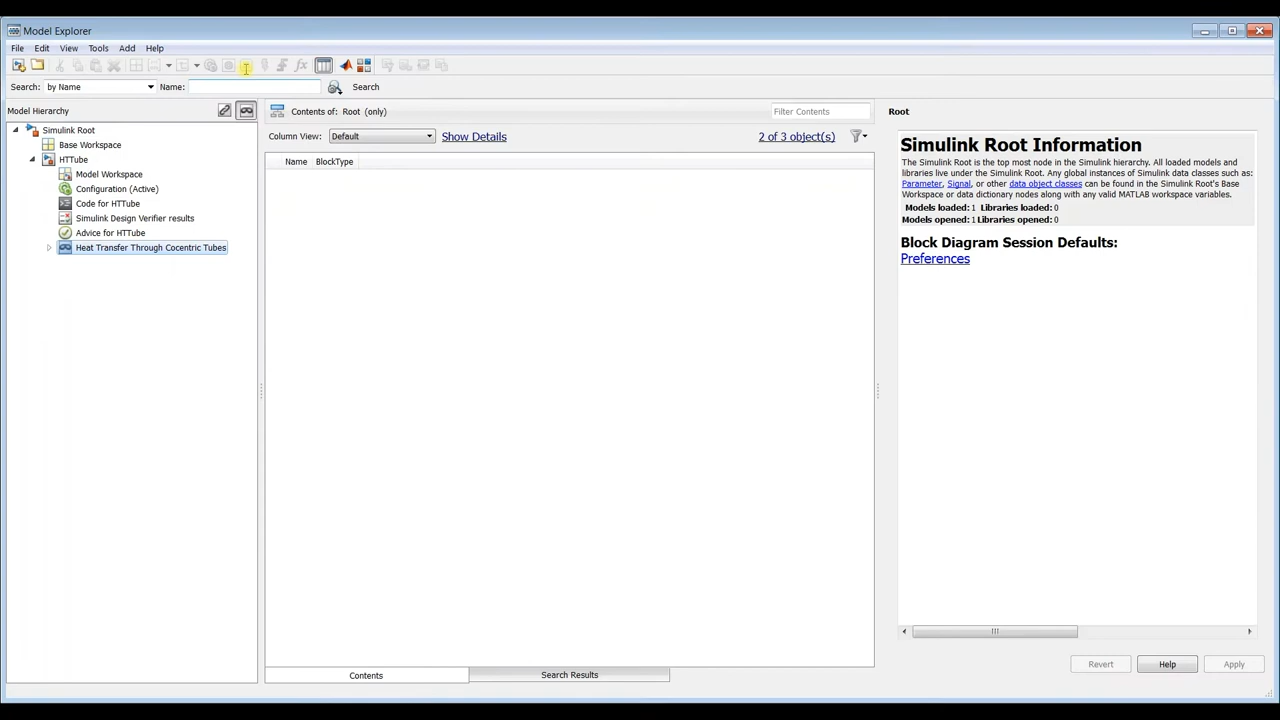 Model Explorer
File Edit View Tools Add Help
Search: by Name Name: Search
Model Hierarchy
Simulink Root
Base Workspace
HTTube
Model Workspace
Configuration (Active)
Code for HTTube
Simulink Design Verifier results
Advice for HTTube
Heat Transfer Through Cocentric Tubes
Contents of: Root (only) Filter Contents
Column View: Default Show Details 2 of 3 object(s)
Name BlockType
Contents Search Results
Root
Simulink Root Information
The Simulink Root is the top most node in the Simulink hierarchy. All loaded models and
libraries live under the Simulink Root. Any global instances of Simulink data classes such as:
Parameter, Signal, or other data object classes can be found in the Simulink Root's Base
Workspace or data dictionary nodes along with any valid MATLAB workspace variables.
Models loaded: 1 Libraries loaded: 0
Models opened: 1 Libraries opened: 0
Block Diagram Session Defaults:
Preferences
Revert Help Apply